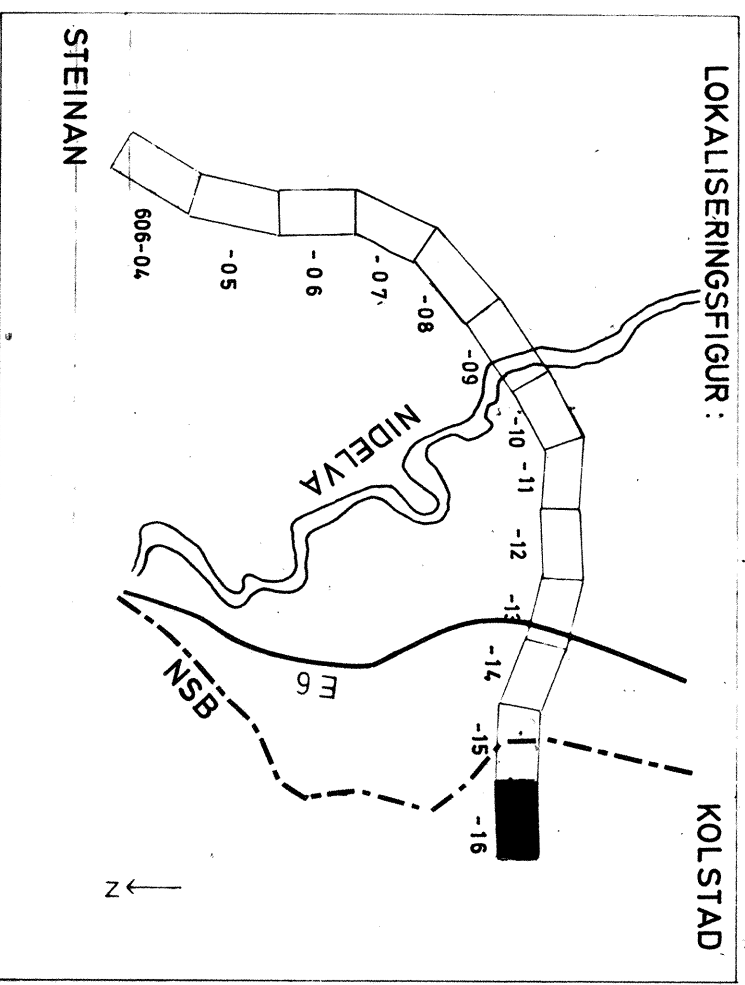 LOKALISERINGSFIGUR:
KOLSTAD
STEINAN
606-04
-05
-06
-07
-08
-09
-10
-11
-12
-13
-14
-15
-16
NIDELVA
E6
NSB
N